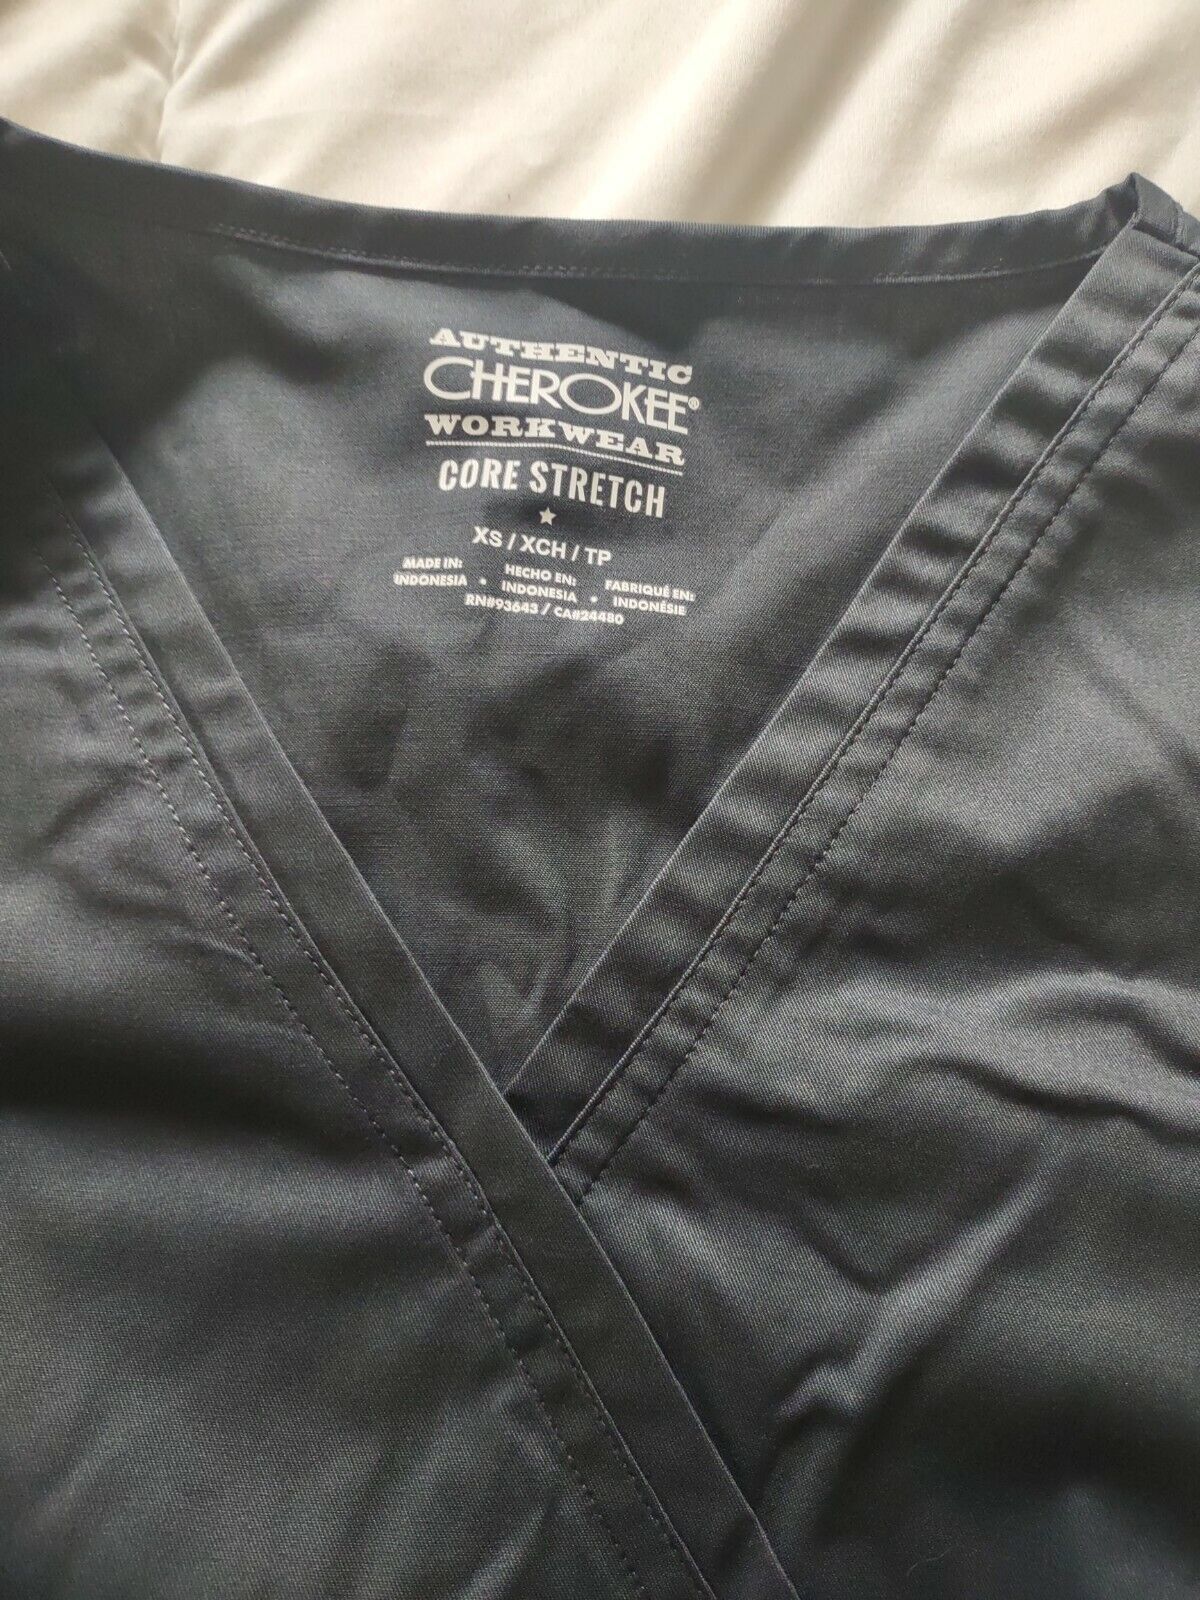 AUTHENTIC
CHEROKEE®
WORKWEAR
CORE STRETCH
XS / XCH / TP
MADE IN: HECHO EN: FABRIQUÉ EN:
INDONESIA • INDONESIA • INDONÉSIE
RN#93643 / CA#24480